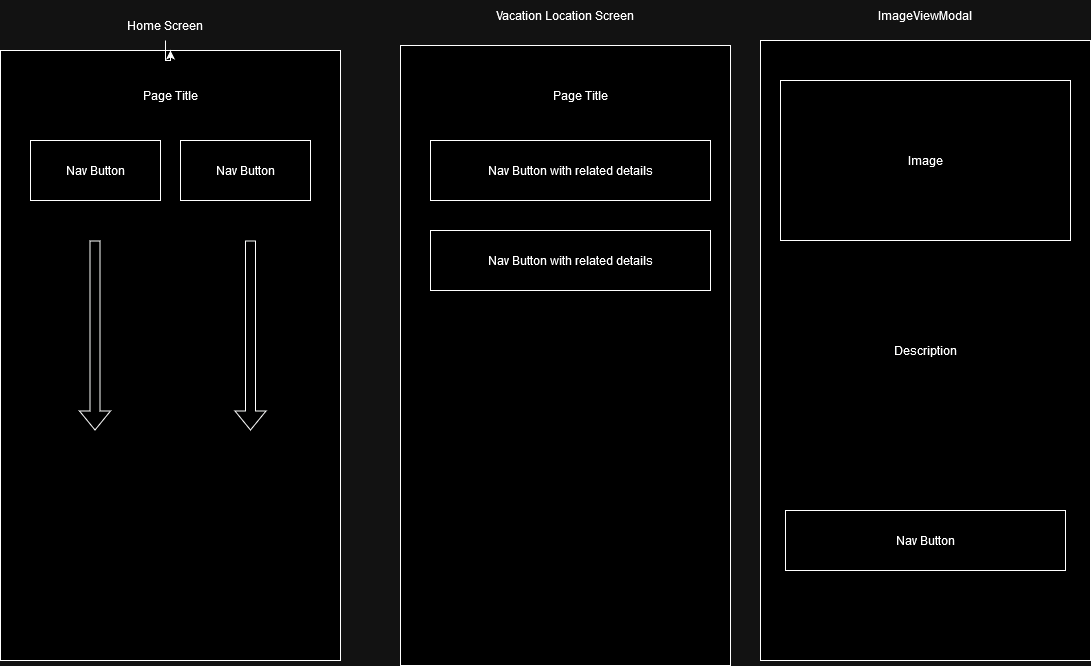 Home Screen
Page Title
Nav Button
Nav Button
Vacation Location Screen
Page Title
Nav Button with related details
Nav Button with related details
ImageViewModal
Image
Description
Nav Button